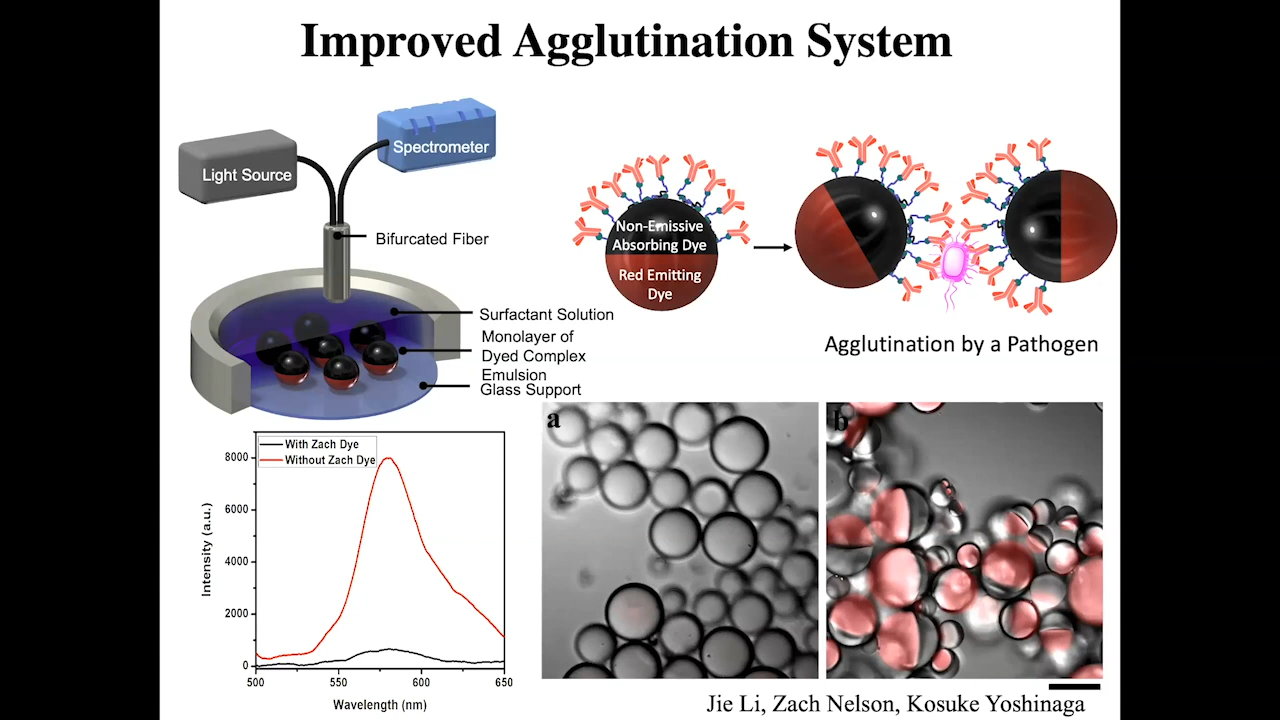 Improved Agglutination System
Light Source
Spectrometer
Bifurcated Fiber
Surfactant Solution
Monolayer of
Dyed Complex
Emulsion
Glass Support
Non-Emissive
Absorbing Dye
Red Emitting
Dye
Agglutination by a Pathogen
With Zach Dye
Without Zach Dye
8000
6000
4000
2000
0
Intensity (a.u.)
500
550
600
650
Wavelength (nm)
a
b
Jie Li, Zach Nelson, Kosuke Yoshinaga